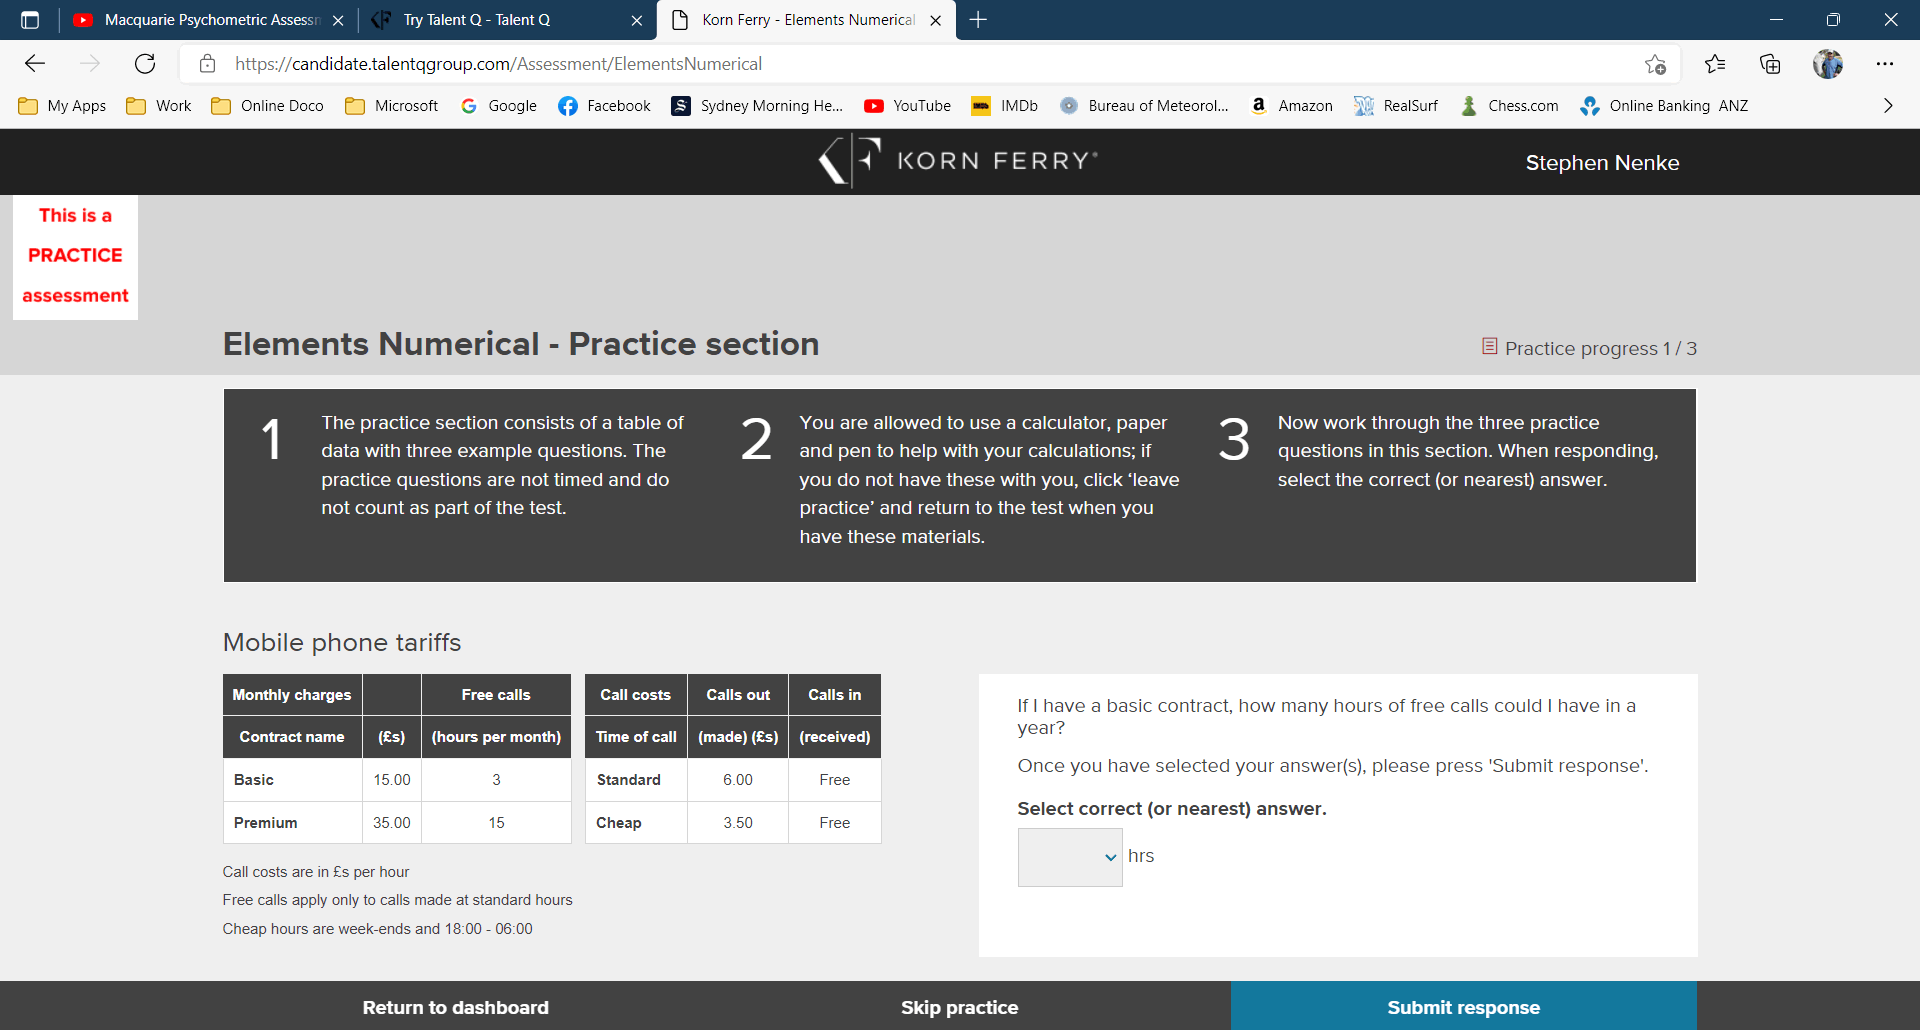 Macquarie Psychometric Assessm
Try Talent Q - Talent Q
Korn Ferry - Elements Numerical
https://candidate.talentqgroup.com/Assessment/ElementsNumerical
My Apps Work Online Doco Microsoft Google Facebook Sydney Morning He... YouTube IMDb Bureau of Meteorol... Amazon RealSurf Chess.com Online Banking ANZ
KORN FERRY
Stephen Nenke
This is a
PRACTICE
assessment
Elements Numerical - Practice section
Practice progress 1 / 3
1
The practice section consists of a table of
data with three example questions. The
practice questions are not timed and do
not count as part of the test.
2
You are allowed to use a calculator, paper
and pen to help with your calculations; if
you do not have these with you, click ‘leave
practice’ and return to the test when you
have these materials.
3
Now work through the three practice
questions in this section. When responding,
select the correct (or nearest) answer.
Mobile phone tariffs
Monthly charges Free calls
Contract name (£s) (hours per month)
Basic 15.00 3
Premium 35.00 15
Call costs Calls out Calls in
Time of call (made) (£s) (received)
Standard 6.00 Free
Cheap 3.50 Free
Call costs are in £s per hour
Free calls apply only to calls made at standard hours
Cheap hours are week-ends and 18:00 - 06:00
If I have a basic contract, how many hours of free calls could I have in a
year?
Once you have selected your answer(s), please press 'Submit response'.
Select correct (or nearest) answer.
hrs
Return to dashboard
Skip practice
Submit response